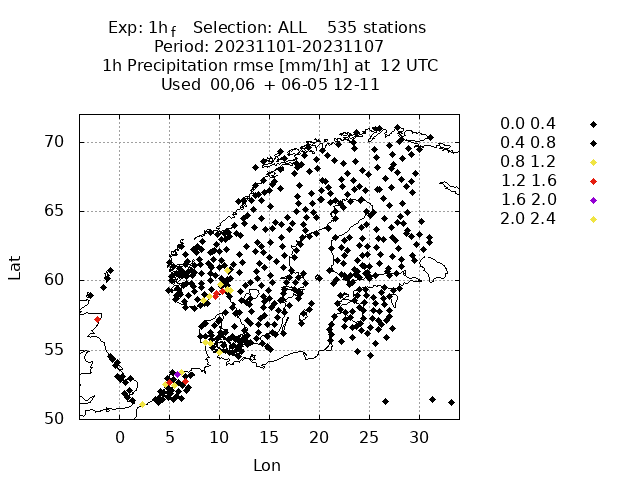 Exp: 1h f Selection: ALL 535 stations
Period: 20231101-20231107
1h Precipitation rmse [mm/1h] at 12 UTC
Used 00,06 + 06-05 12-11
0.0 0.4
0.4 0.8
0.8 1.2
1.2 1.6
1.6 2.0
2.0 2.4
70
65
60
55
50
Lat
0 5 10 15 20 25 30
Lon